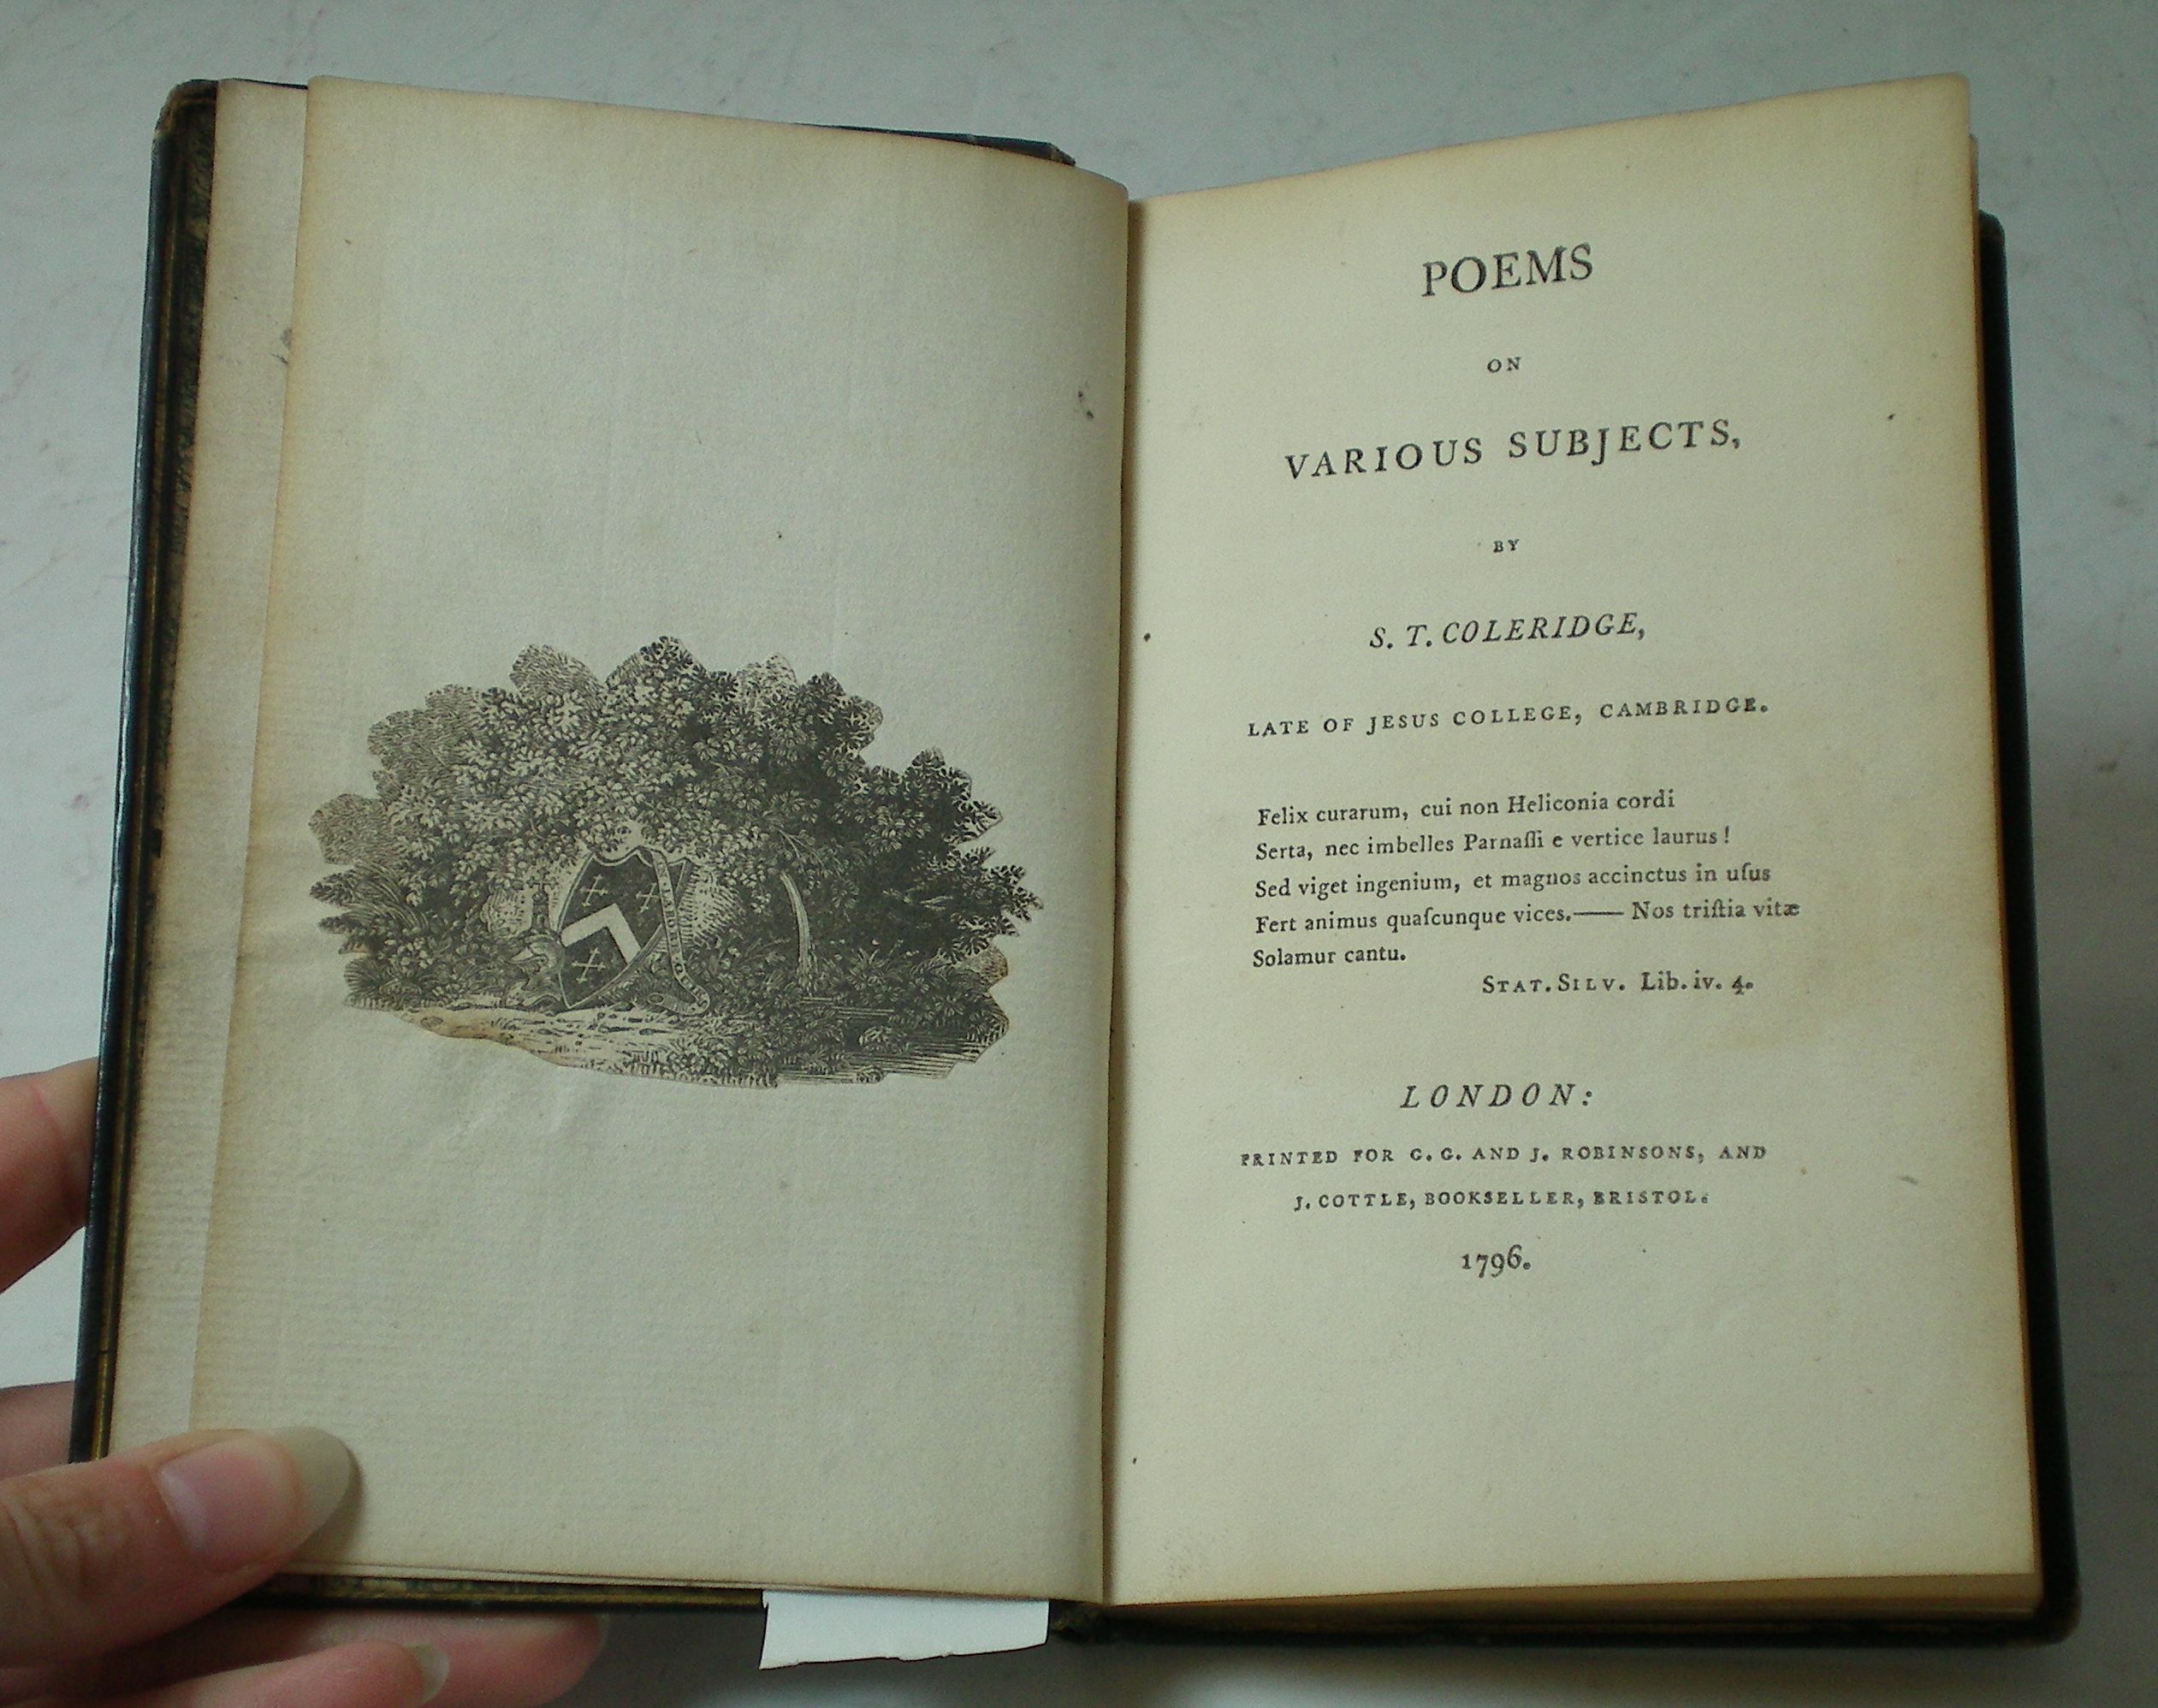 POEMS
ON
VARIOUS SUBJECTS,
BY
S. T. COLERIDGE,
LATE OF JESUS COLLEGE, CAMBRIDGE.
Felix curarum, cui non Heliconia cordi
Serta, nec imbelles Parnaſſi e vertice laurus !
Sed viget ingenium, et magnos accinctus in uſus
Fert animus quaſcunque vices.—— Nos triſtia vitæ
Solamur cantu.
STAT. SILV. Lib. iv. 4.
LONDON:
PRINTED FOR G. G. AND J. ROBINSONS, AND
J. COTTLE, BOOKSELLER, BRISTOL.
1796.